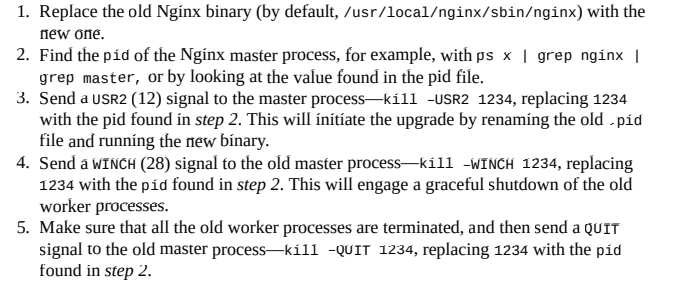 1. Replace the old Nginx binary (by default, /usr/local/nginx/sbin/nginx) with the
new one.
2. Find the pid of the Nginx master process, for example, with ps x | grep nginx |
grep master, or by looking at the value found in the pid file.
3. Send a USR2 (12) signal to the master process—kill –USR2 1234, replacing 1234
with the pid found in step 2. This will initiate the upgrade by renaming the old .pid
file and running the new binary.
4. Send a WINCH (28) signal to the old master process—kill –WINCH 1234, replacing
1234 with the pid found in step 2. This will engage a graceful shutdown of the old
worker processes.
5. Make sure that all the old worker processes are terminated, and then send a QUIT
signal to the old master process—kill –QUIT 1234, replacing 1234 with the pid
found in step 2.